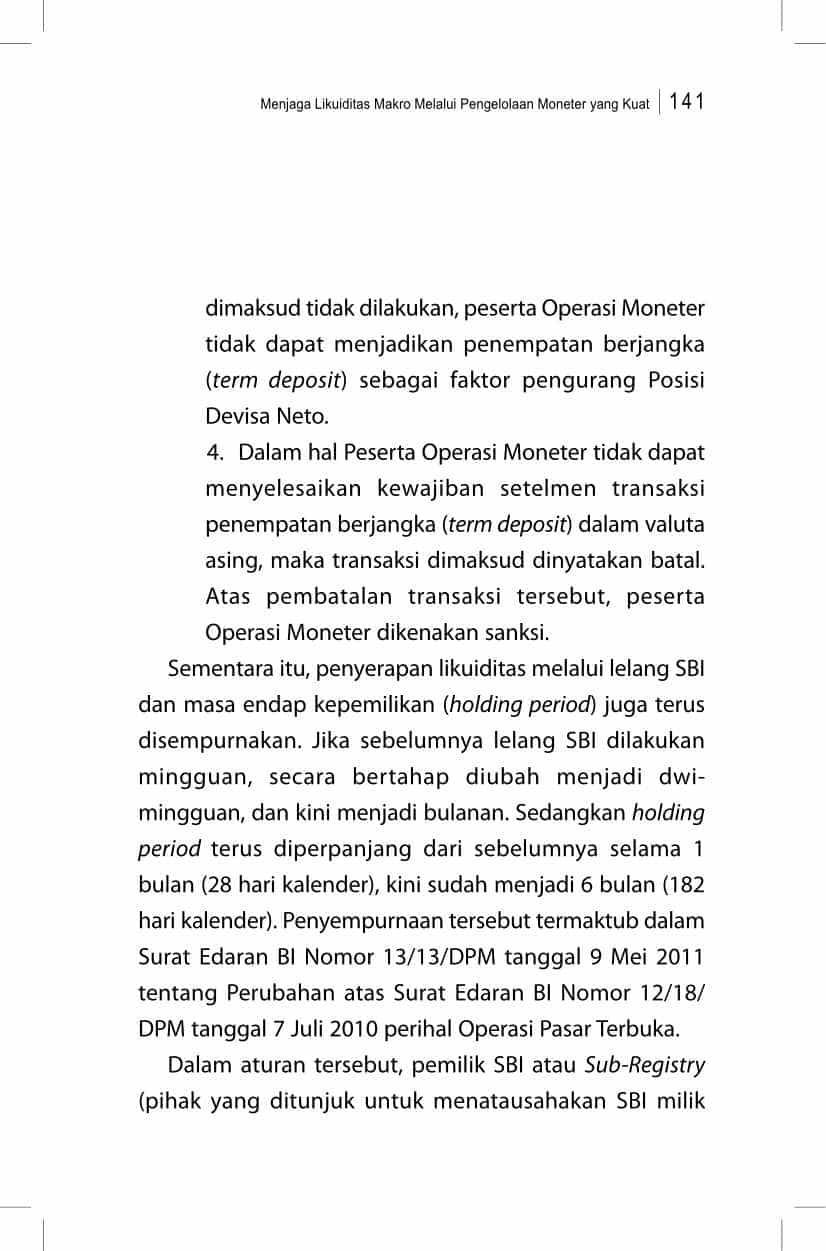 Menjaga Likuiditas Makro Melalui Pengelolaan Moneter yang Kuat 141
dimaksud tidak dilakukan, peserta Operasi Moneter
tidak dapat menjadikan penempatan berjangka
(term deposit) sebagai faktor pengurang Posisi
Devisa Neto.
4. Dalam hal Peserta Operasi Moneter tidak dapat
menyelesaikan kewajiban setelmen transaksi
penempatan berjangka (term deposit) dalam valuta
asing, maka transaksi dimaksud dinyatakan batal.
Atas pembatalan transaksi tersebut, peserta
Operasi Moneter dikenakan sanksi.
Sementara itu, penyerapan likuiditas melalui lelang SBI
dan masa endap kepemilikan (holding period) juga terus
disempurnakan. Jika sebelumnya lelang SBI dilakukan
mingguan, secara bertahap diubah menjadi dwi-
mingguan, dan kini menjadi bulanan. Sedangkan holding
period terus diperpanjang dari sebelumnya selama 1
bulan (28 hari kalender), kini sudah menjadi 6 bulan (182
hari kalender). Penyempurnaan tersebut termaktub dalam
Surat Edaran BI Nomor 13/13/DPM tanggal 9 Mei 2011
tentang Perubahan atas Surat Edaran BI Nomor 12/18/
DPM tanggal 7 Juli 2010 perihal Operasi Pasar Terbuka.
Dalam aturan tersebut, pemilik SBI atau Sub-Registry
(pihak yang ditunjuk untuk menatausahakan SBI milik